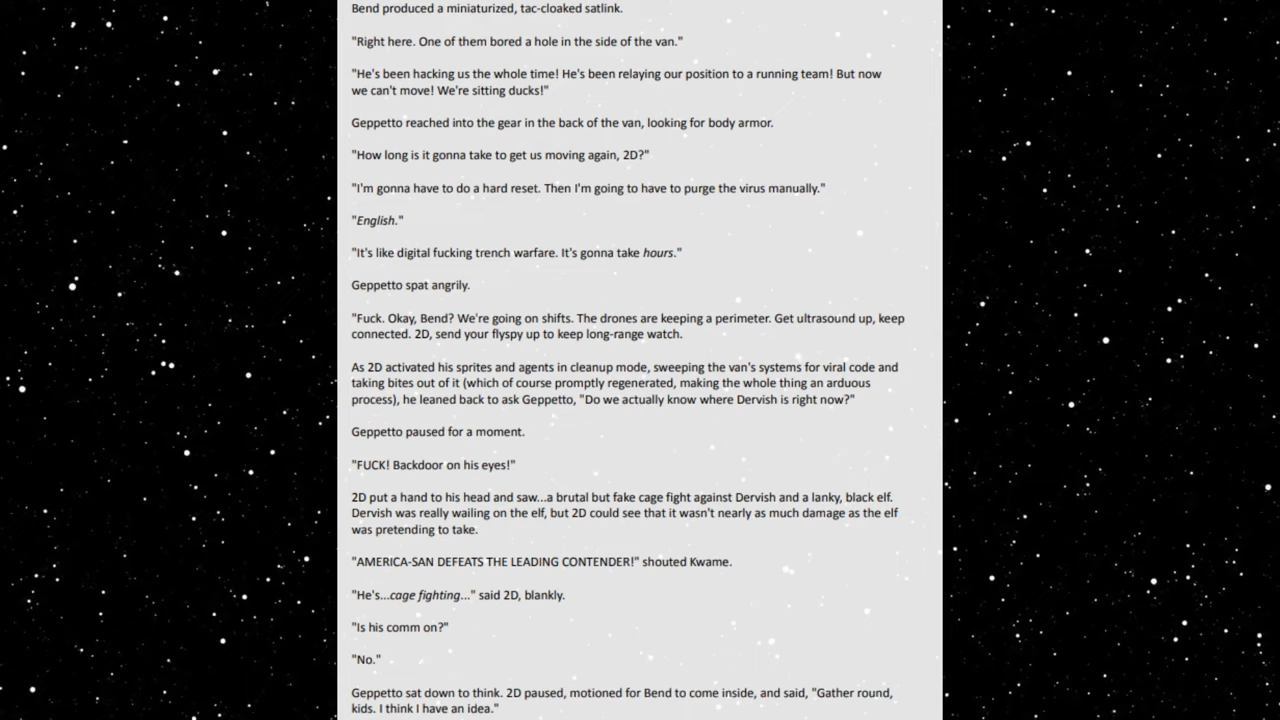 Bend produced a miniaturized, tac-cloaked satlink.
"Right here. One of them bored a hole in the side of the van."
"He's been hacking us the whole time! He's been relaying our position to a running team! But now
we can't move! We're sitting ducks!"
Geppetto reached into the gear in the back of the van, looking for body armor.
"How long is it gonna take to get us moving again, 2D?"
"I'm gonna have to do a hard reset. Then I'm going to have to purge the virus manually."
"English."
"It's like digital fucking trench warfare. It's gonna take hours."
Geppetto spat angrily.
"Fuck. Okay, Bend? We're going on shifts. The drones are keeping a perimeter. Get ultrasound up, keep
connected. 2D, send your flyspy up to keep long-range watch.
As 2D activated his sprites and agents in cleanup mode, sweeping the van's systems for viral code and
taking bites out of it (which of course promptly regenerated, making the whole thing an arduous
process), he leaned back to ask Geppetto, "Do we actually know where Dervish is right now?"
Geppetto paused for a moment.
"FUCK! Backdoor on his eyes!"
2D put a hand to his head and saw...a brutal but fake cage fight against Dervish and a lanky, black elf.
Dervish was really wailing on the elf, but 2D could see that it wasn't nearly as much damage as the elf
was pretending to take.
"AMERICA-SAN DEFEATS THE LEADING CONTENDER!" shouted Kwame.
"He's...cage fighting..." said 2D, blankly.
"Is his comm on?"
"No."
Geppetto sat down to think. 2D paused, motioned for Bend to come inside, and said, "Gather round,
kids. I think I have an idea."